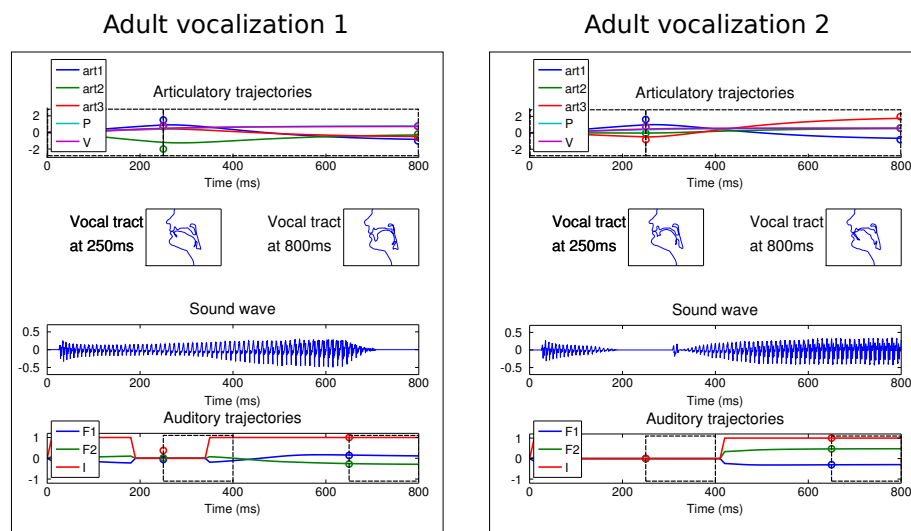 Adult vocalization 1
art1
art2
art3
P
V
Articulatory trajectories
2
0
-2
0 200 400 600 800
Time (ms)
Vocal tract
at 250ms
Vocal tract
at 800ms
Sound wave
0.5
0
-0.5
0 200 400 600 800
Time (ms)
Auditory trajectories
F1
F2
I
1
0
-1
0 200 400 600 800
Time (ms)
Adult vocalization 2
art1
art2
art3
P
V
Articulatory trajectories
2
0
-2
0 200 400 600 800
Time (ms)
Vocal tract
at 250ms
Vocal tract
at 800ms
Sound wave
0.5
0
-0.5
0 200 400 600 800
Time (ms)
Auditory trajectories
F1
F2
I
1
0
-1
0 200 400 600 800
Time (ms)